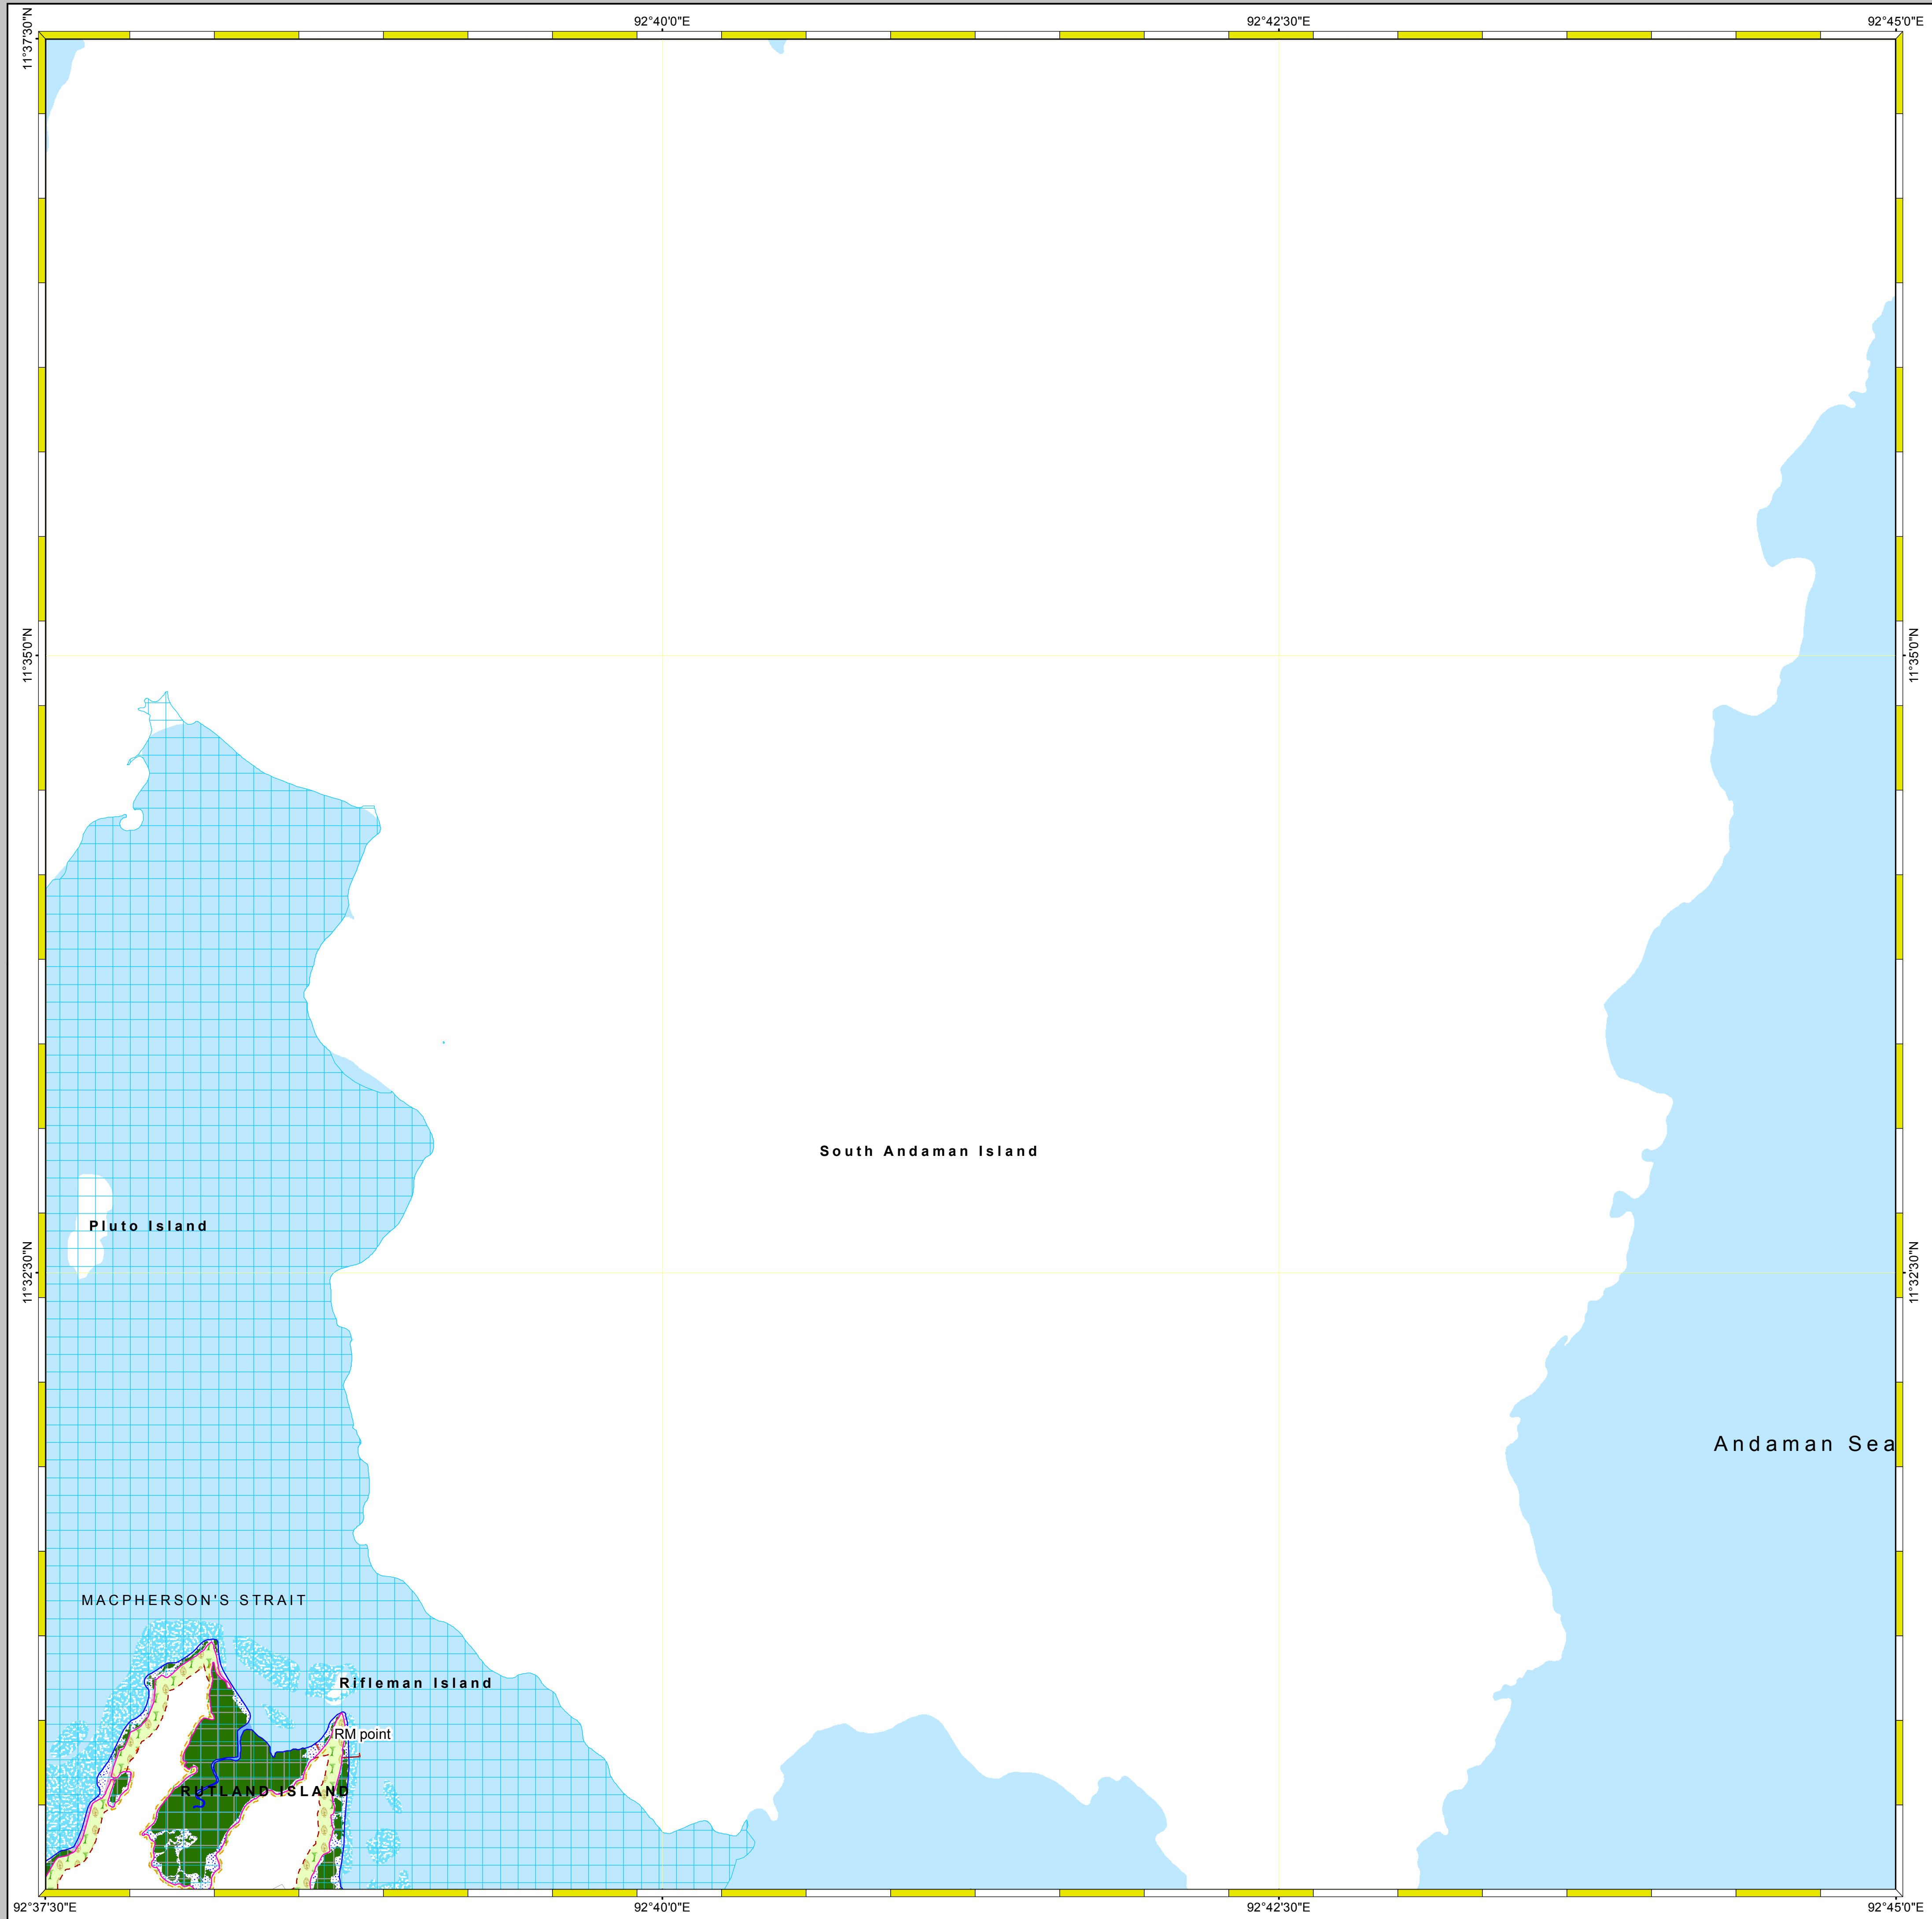 92°40'0"E
92°42'30"E
92°45'0"E
11°37'30"N
11°35'0"N
11°35'0"N
South Andaman Island
Pluto Island
11°32'30"N
11°32'30"N
Andaman Sea
MACPHERSON'S STRAIT
Rifleman Island
RM point
RUTLAND ISLAND
92°37'30"E
92°40'0"E
92°42'30"E
92°45'0"E